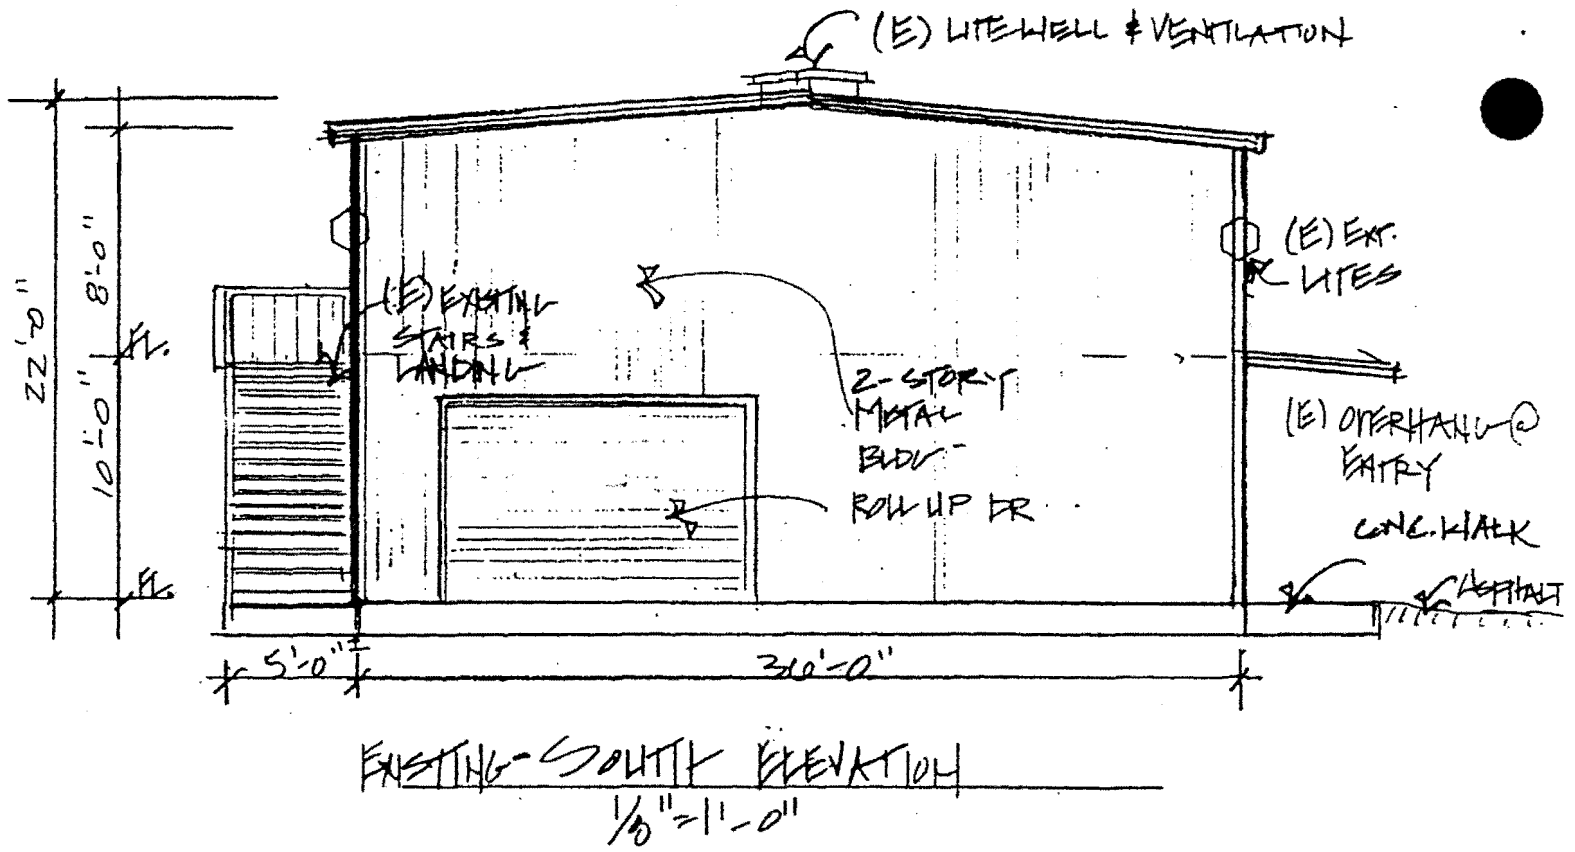 (E) LITEWELL & VENTILATION
22'-0"
8'-0"
10'-0"
FL.
FL.
(E) EXISTING
STAIRS &
LANDING
2-STORY
METAL
BLDG
ROLL UP DR
(E) EXT.
LITES
(E) OVERHANG @
ENTRY
CONC. WALK
ASPHALT
5'-0"±
36'-0"
EXISTING-SOUTH ELEVATION
1/8"=1'-0"